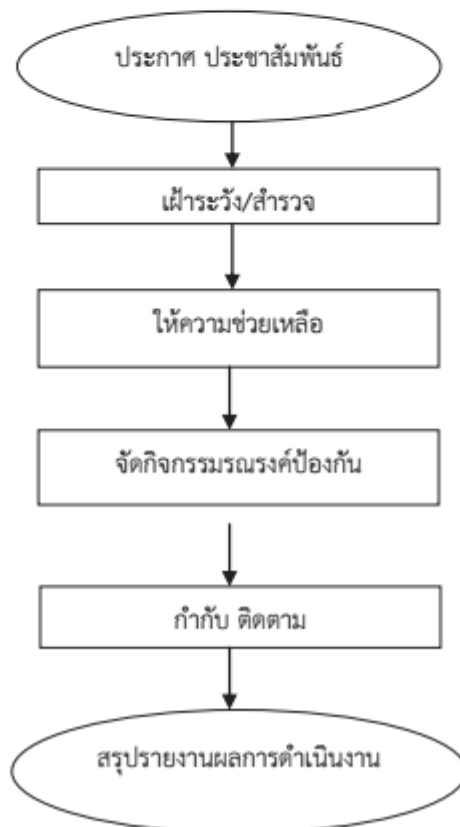 ประกาศ ประชาสัมพันธ์
เฝ้าระวัง/สำรวจ
ให้ความช่วยเหลือ
จัดกิจกรรมรณรงค์ป้องกัน
กำกับ ติดตาม
สรุปรายงานผลการดำเนินงาน